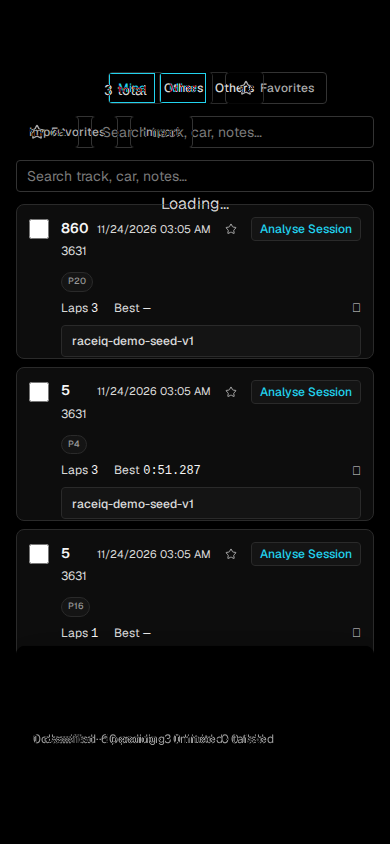 3 total Mine Others Others Favorites
Favorites Search track, car, notes...
Search track, car, notes...
Loading...
860 11/24/2026 03:05 AM Analyse Session
3631
P20
Laps 3 Best —
raceiq-demo-seed-v1
5 11/24/2026 03:05 AM Analyse Session
3631
P4
Laps 3 Best 0:51.287
raceiq-demo-seed-v1
5 11/24/2026 03:05 AM Analyse Session
3631
P16
Laps 1 Best —